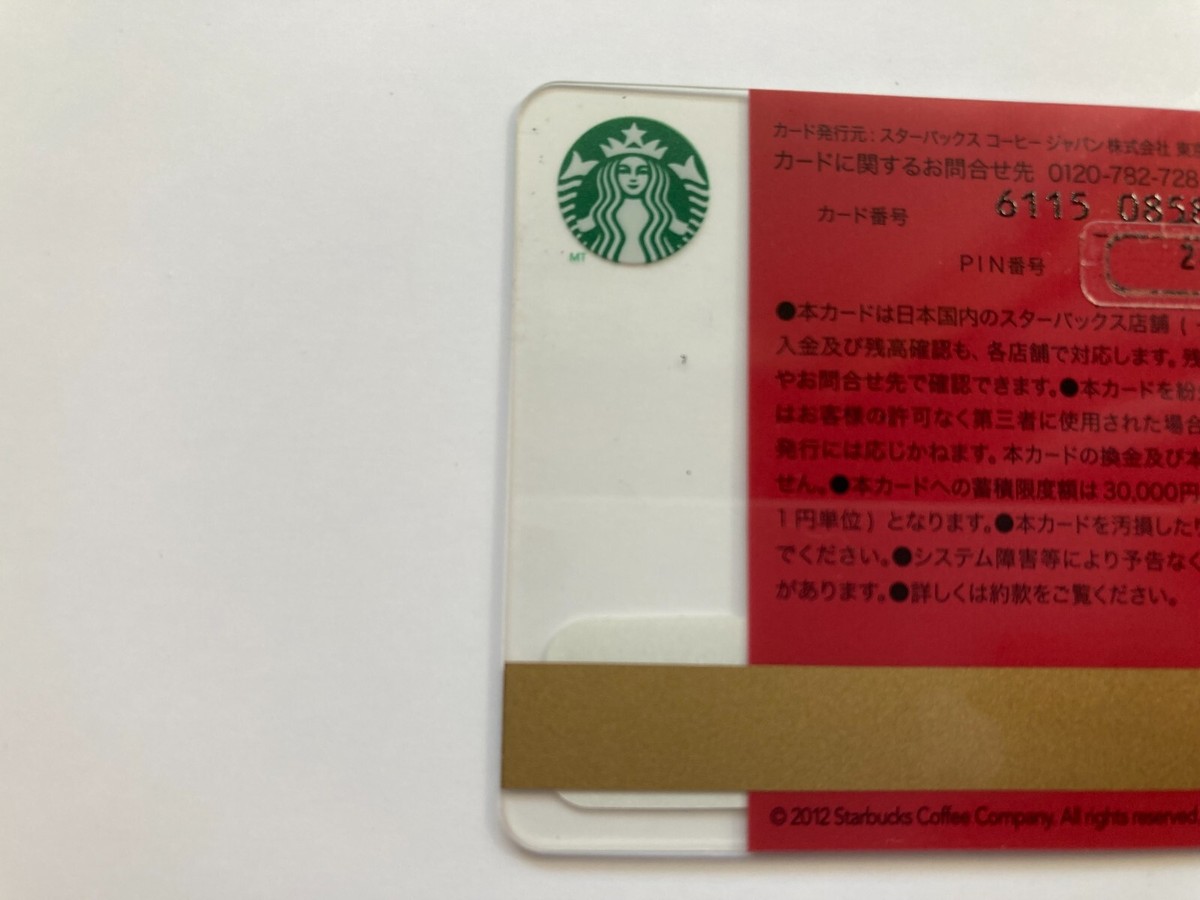 カード発行元：スターバックス コーヒー ジャパン 株式会社 東京
カードに関するお問合せ先 0120-782-728
カード番号 6115 0858
PIN番号 2
MT
●本カードは日本国内のスターバックス店舗（
入金及び残高確認も、各店舗で対応します。残
やお問合せ先で確認できます。●本カードを紛
はお客様の許可なく第三者に使用された場合
発行には応じかねます。本カードの換金及び本
せん。●本カードへの蓄積限度額は30,000円
1円単位）となります。●本カードを汚損した
でください。●システム障害等により予告なく
があります。●詳しくは約款をご覧ください。
© 2012 Starbucks Coffee Company. All rights reserved.